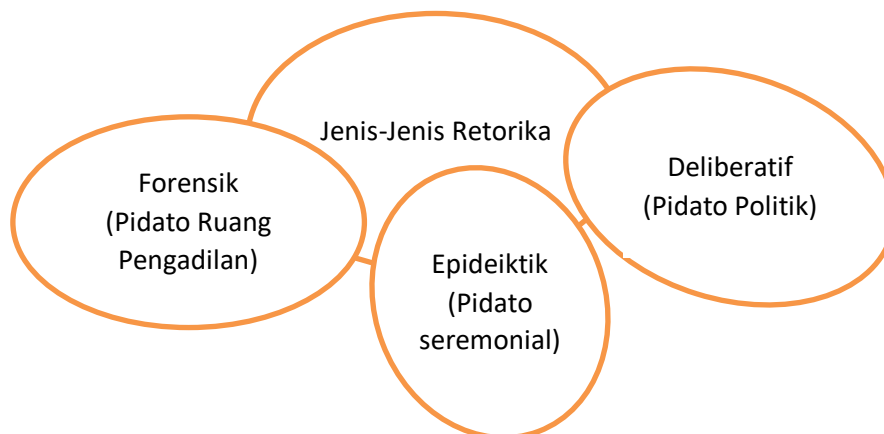 Jenis-Jenis Retorika
Forensik
(Pidato Ruang
Pengadilan)
Epideiktik
(Pidato
seremonial)
Deliberatif
(Pidato Politik)